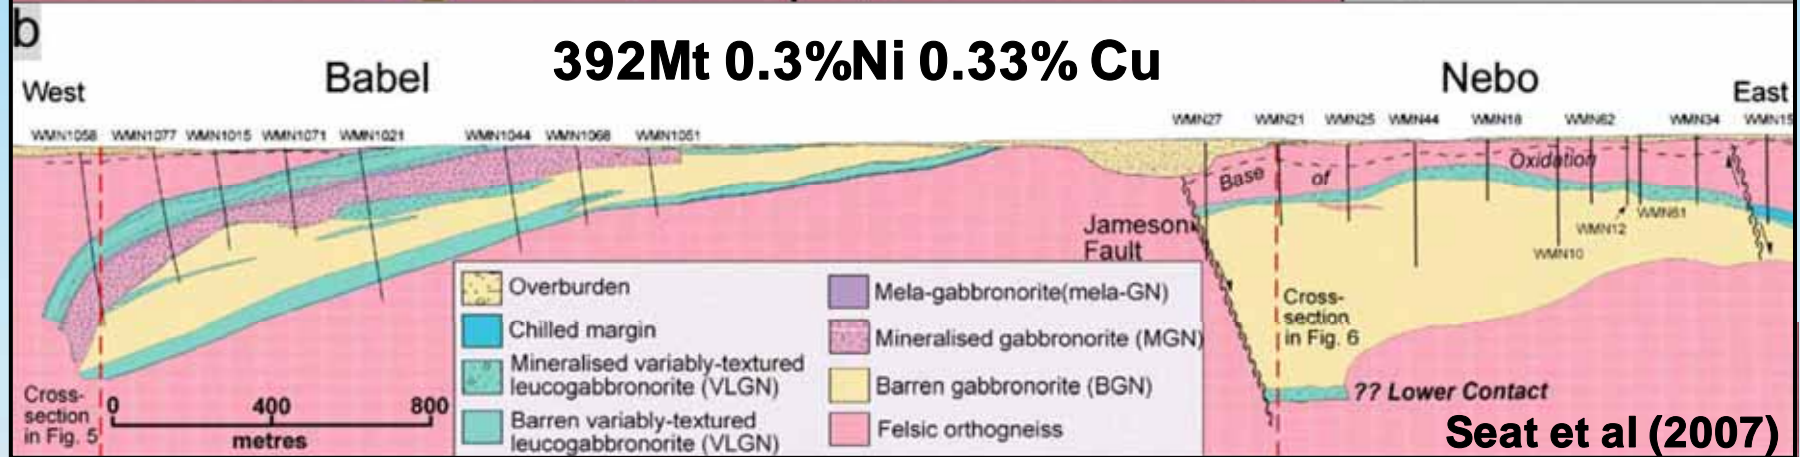 b
392Mt 0.3%Ni 0.33% Cu
Babel
Nebo
West
East
WMN1058 WMN1077 WMN1015 WMN1071 WMN1021 WMN1044 WMN1068 WMN1051
WMN27 WMN21 WMN25 WMN44 WMN18 WMN62 WMN34 WMN15
Base of Oxidation
WMN61
WMN12
WMN10
Jameson
Fault
Cross-
section
in Fig. 6
?? Lower Contact
Overburden
Chilled margin
Mineralised variably-textured
leucogabbronorite (VLGN)
Barren variably-textured
leucogabbronorite (VLGN)
Mela-gabbronorite(mela-GN)
Mineralised gabbronorite (MGN)
Barren gabbronorite (BGN)
Felsic orthogneiss
Cross-
section
in Fig. 5
0 400 800
metres
Seat et al (2007)